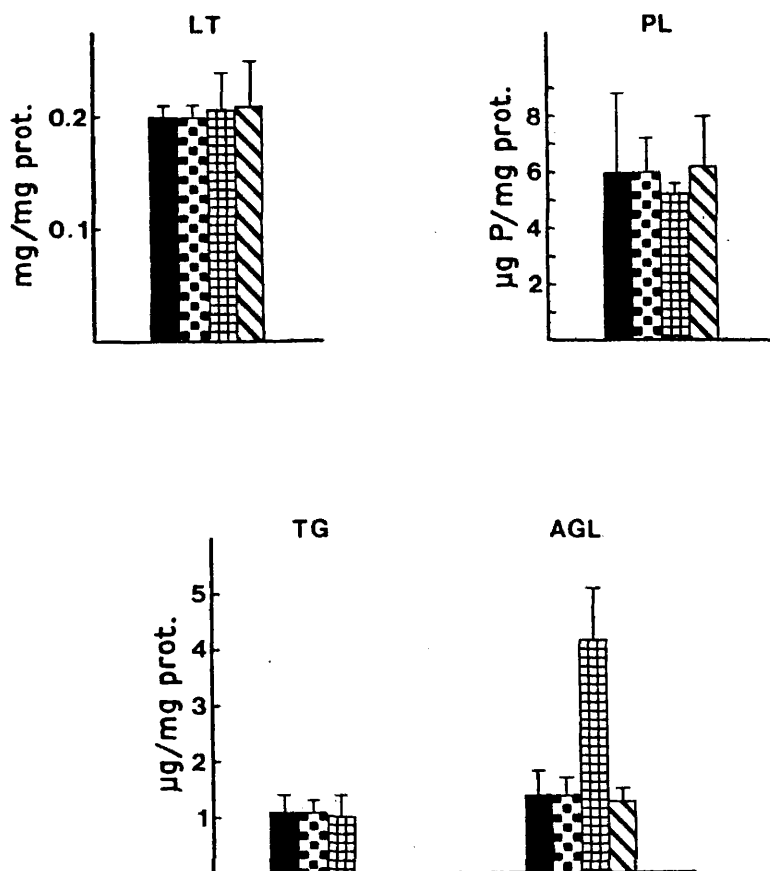 LT
mg/mg prot.
0.2
0.1
PL
µg P/mg prot.
8
6
4
2
TG
AGL
µg/mg prot.
5
4
3
2
1